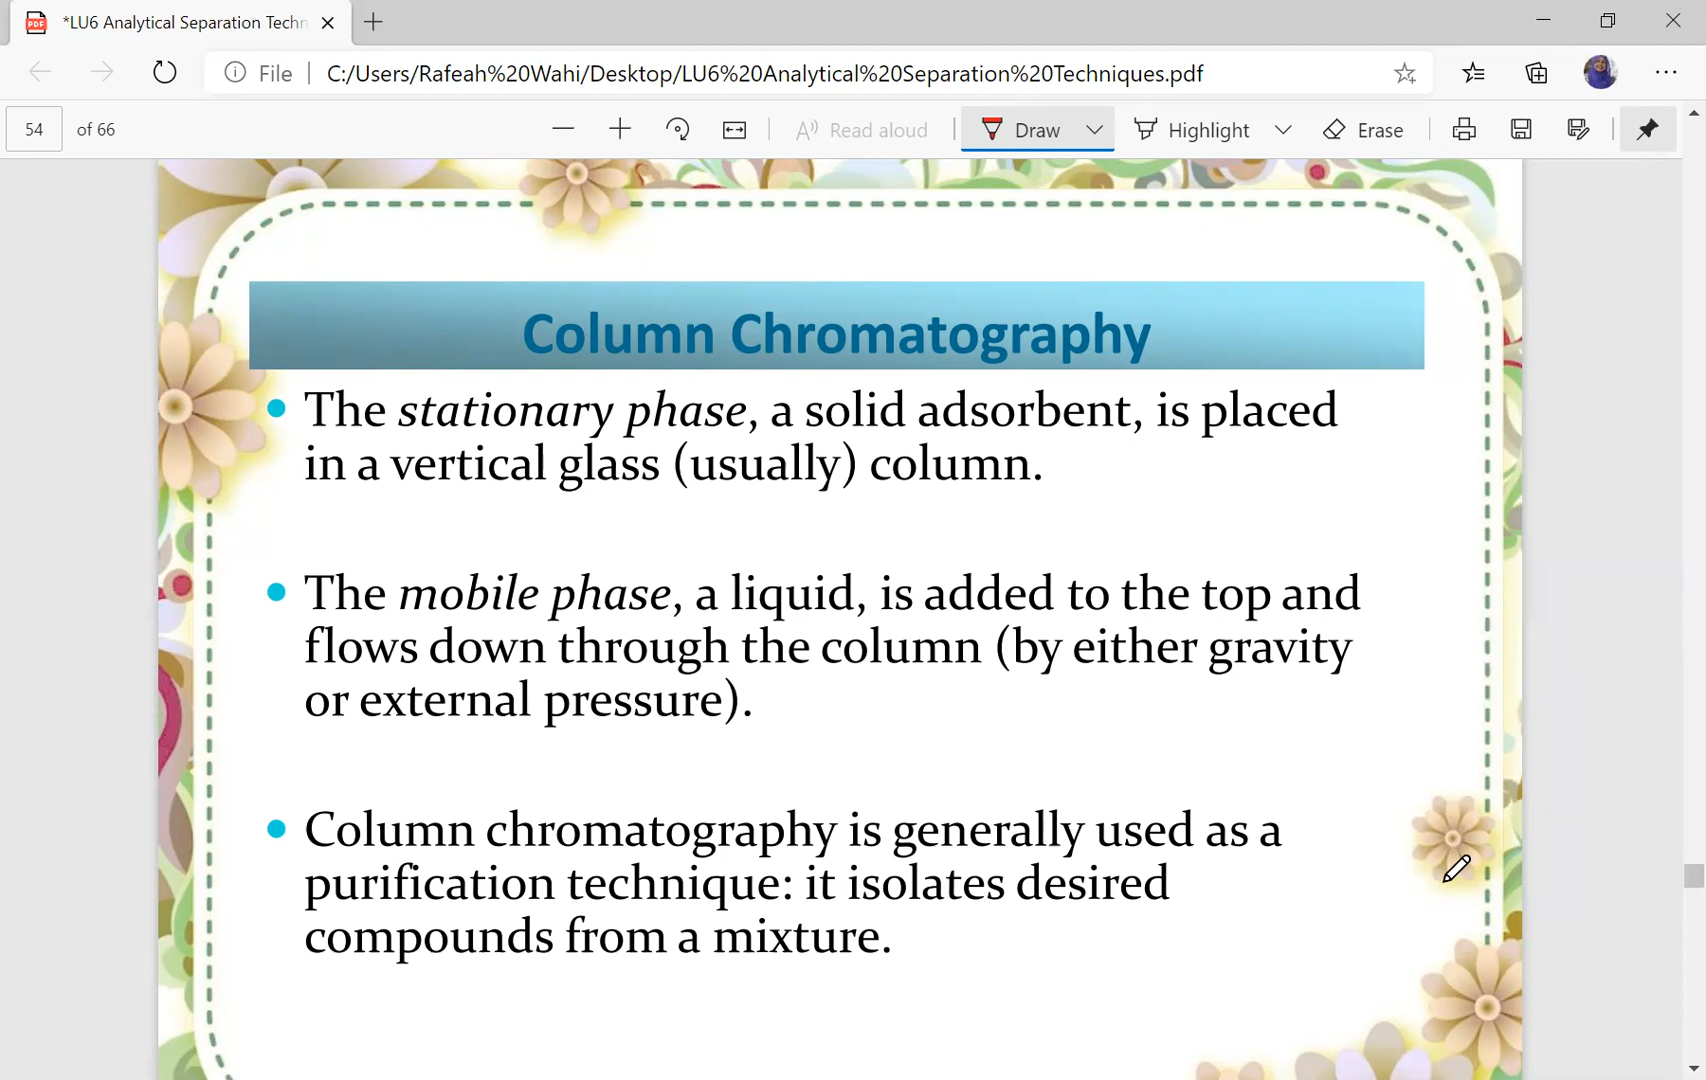 *LU6 Analytical Separation Techn
File
C:/Users/Rafeah%20Wahi/Desktop/LU6%20Analytical%20Separation%20Techniques.pdf
54 of 66
Read aloud
Draw
Highlight
Erase
Column Chromatography
• The stationary phase, a solid adsorbent, is placed
in a vertical glass (usually) column.
• The mobile phase, a liquid, is added to the top and
flows down through the column (by either gravity
or external pressure).
• Column chromatography is generally used as a
purification technique: it isolates desired
compounds from a mixture.